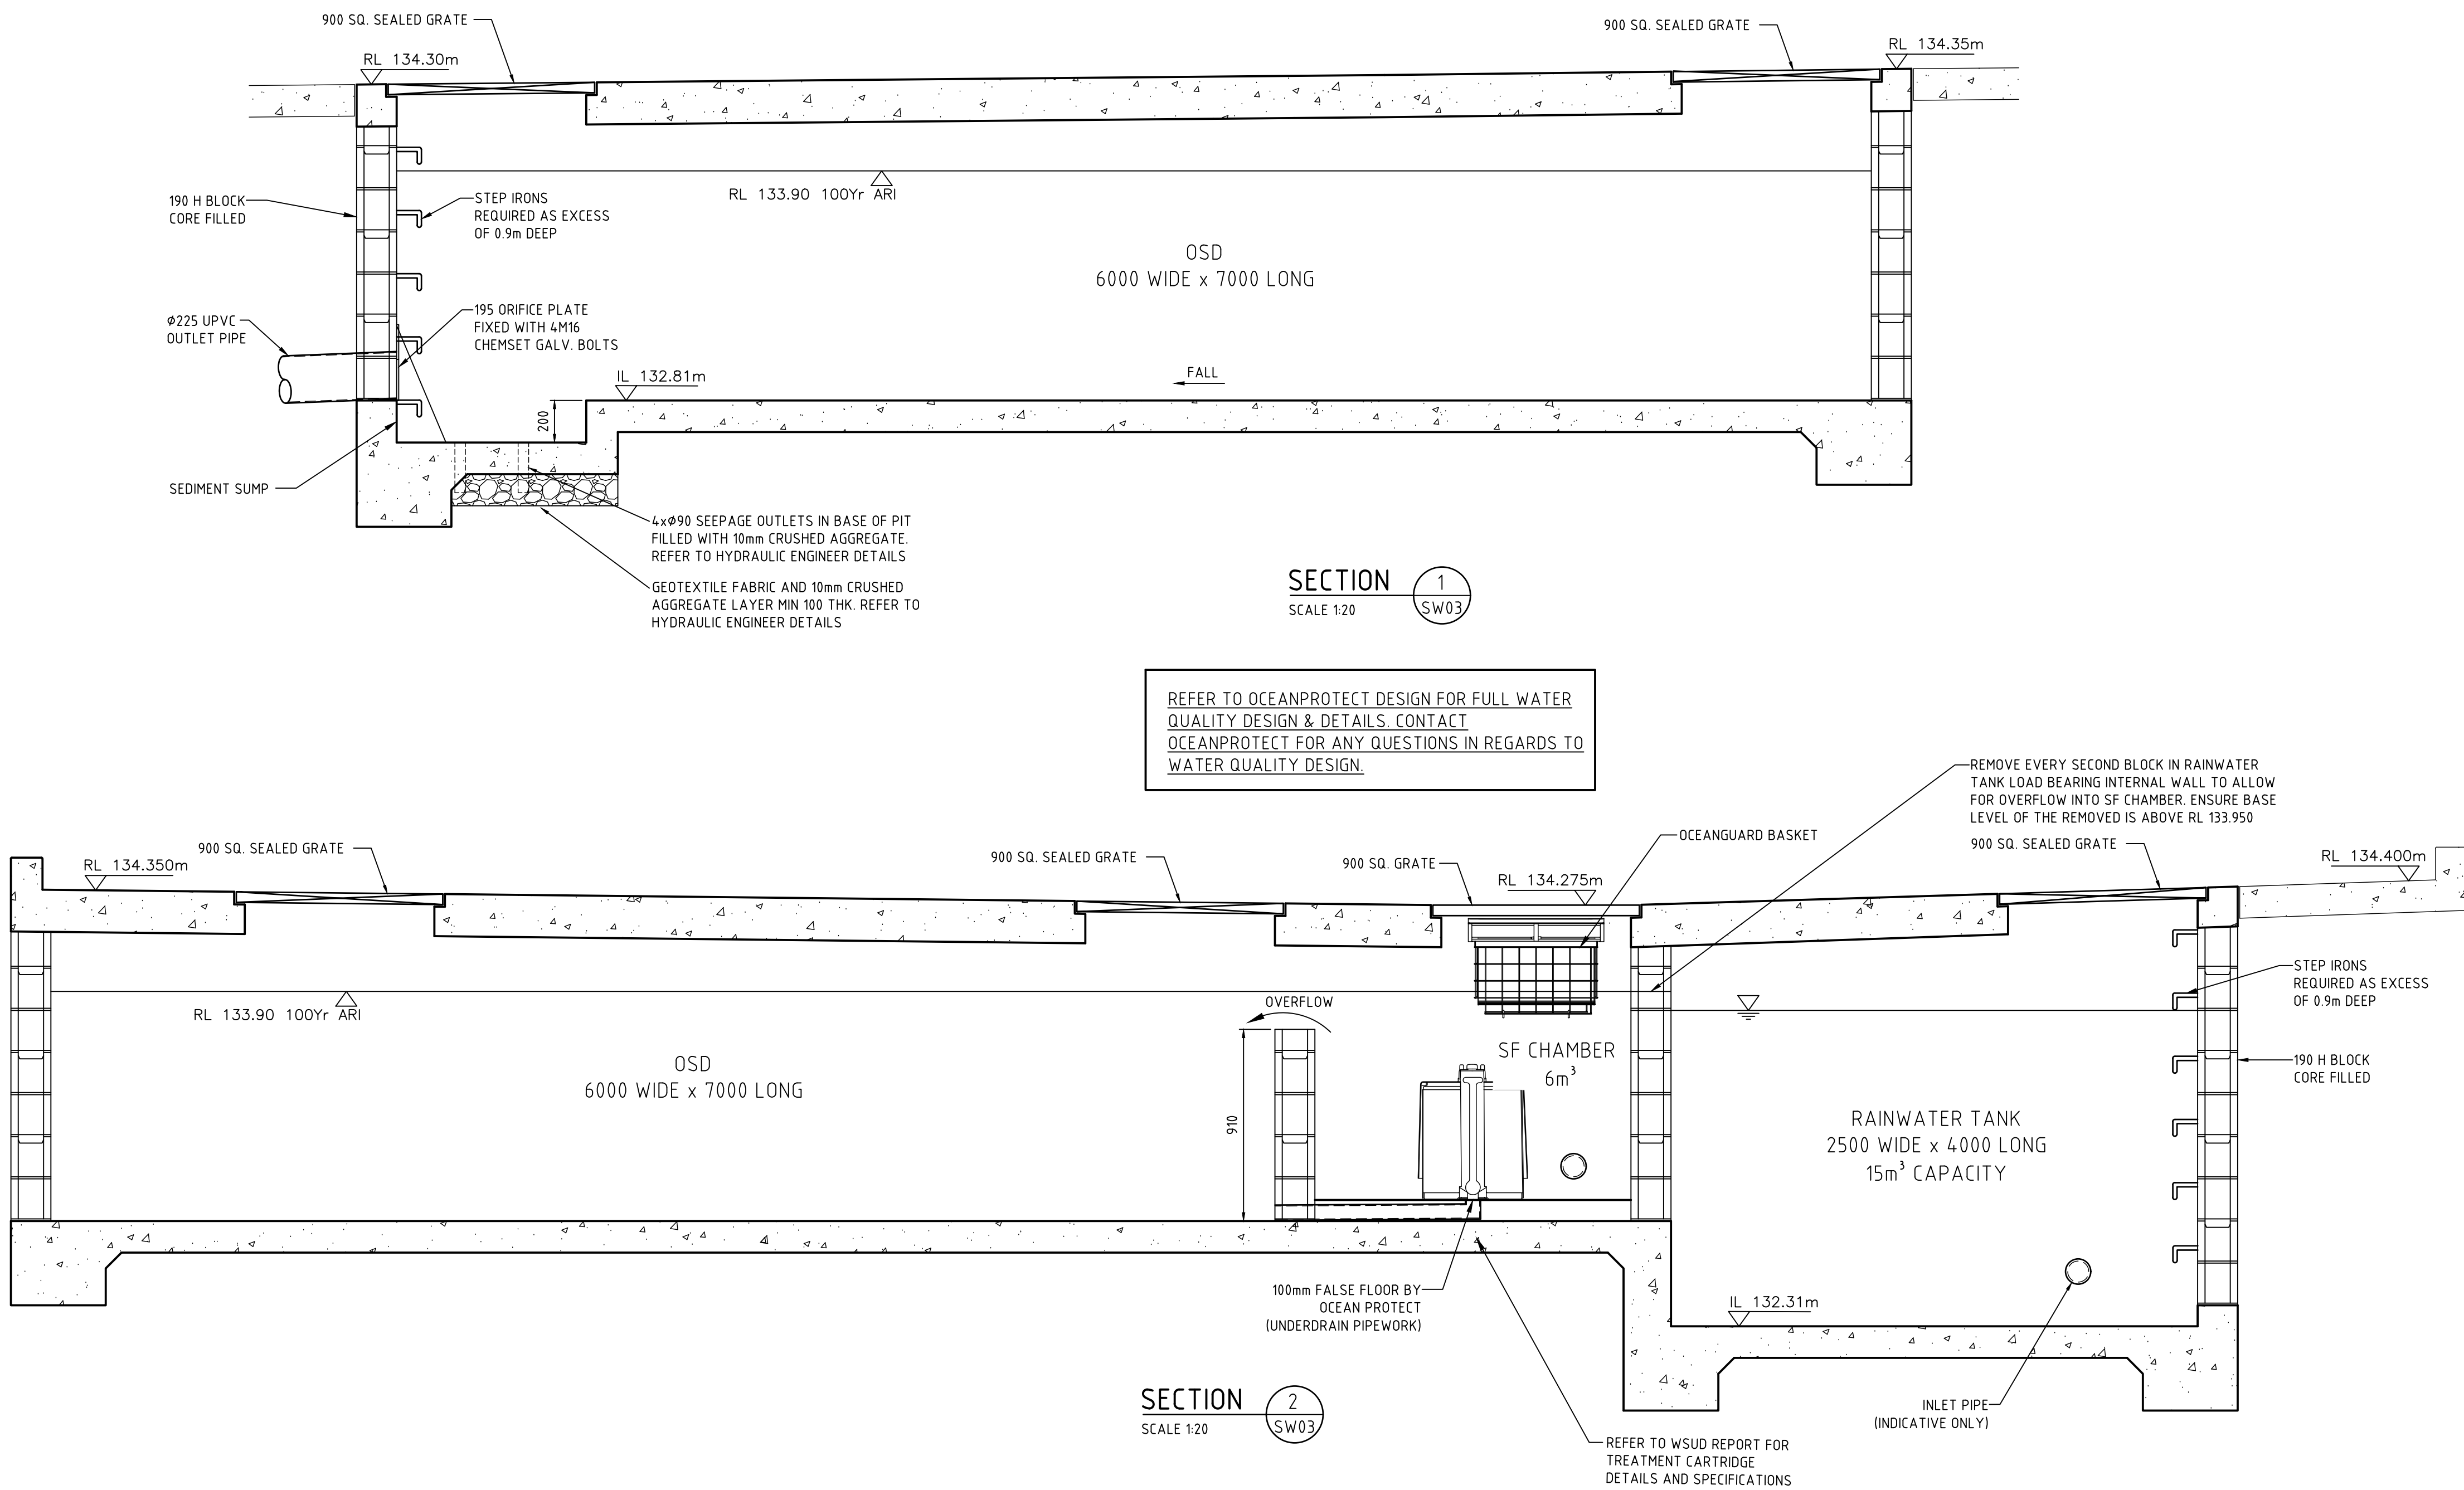 900 SQ. SEALED GRATE
900 SQ. SEALED GRATE
RL 134.30m
RL 134.35m
190 H BLOCK
CORE FILLED
STEP IRONS
REQUIRED AS EXCESS
OF 0.9m DEEP
RL 133.90 100Yr ARI
OSD
6000 WIDE x 7000 LONG
Ø225 UPVC
OUTLET PIPE
195 ORIFICE PLATE
FIXED WITH 4M16
CHEMSET GALV. BOLTS
IL 132.81m
FALL
200
SEDIMENT SUMP
4xØ90 SEEPAGE OUTLETS IN BASE OF PIT
FILLED WITH 10mm CRUSHED AGGREGATE.
REFER TO HYDRAULIC ENGINEER DETAILS
GEOTEXTILE FABRIC AND 10mm CRUSHED
AGGREGATE LAYER MIN 100 THK. REFER TO
HYDRAULIC ENGINEER DETAILS
SECTION
SCALE 1:20
1
SW03
REFER TO OCEANPROTECT DESIGN FOR FULL WATER
QUALITY DESIGN & DETAILS. CONTACT
OCEANPROTECT FOR ANY QUESTIONS IN REGARDS TO
WATER QUALITY DESIGN.
REMOVE EVERY SECOND BLOCK IN RAINWATER
TANK LOAD BEARING INTERNAL WALL TO ALLOW
FOR OVERFLOW INTO SF CHAMBER. ENSURE BASE
LEVEL OF THE REMOVED IS ABOVE RL 133.950
900 SQ. SEALED GRATE
RL 134.350m
900 SQ. SEALED GRATE
900 SQ. SEALED GRATE
900 SQ. GRATE
OCEANGUARD BASKET
RL 134.275m
RL 134.400m
STEP IRONS
REQUIRED AS EXCESS
OF 0.9m DEEP
RL 133.90 100Yr ARI
OVERFLOW
OSD
6000 WIDE x 7000 LONG
SF CHAMBER
6m³
190 H BLOCK
CORE FILLED
910
RAINWATER TANK
2500 WIDE x 4000 LONG
15m³ CAPACITY
100mm FALSE FLOOR BY
OCEAN PROTECT
(UNDERDRAIN PIPEWORK)
IL 132.31m
INLET PIPE
(INDICATIVE ONLY)
SECTION
SCALE 1:20
2
SW03
REFER TO WSUD REPORT FOR
TREATMENT CARTRIDGE
DETAILS AND SPECIFICATIONS